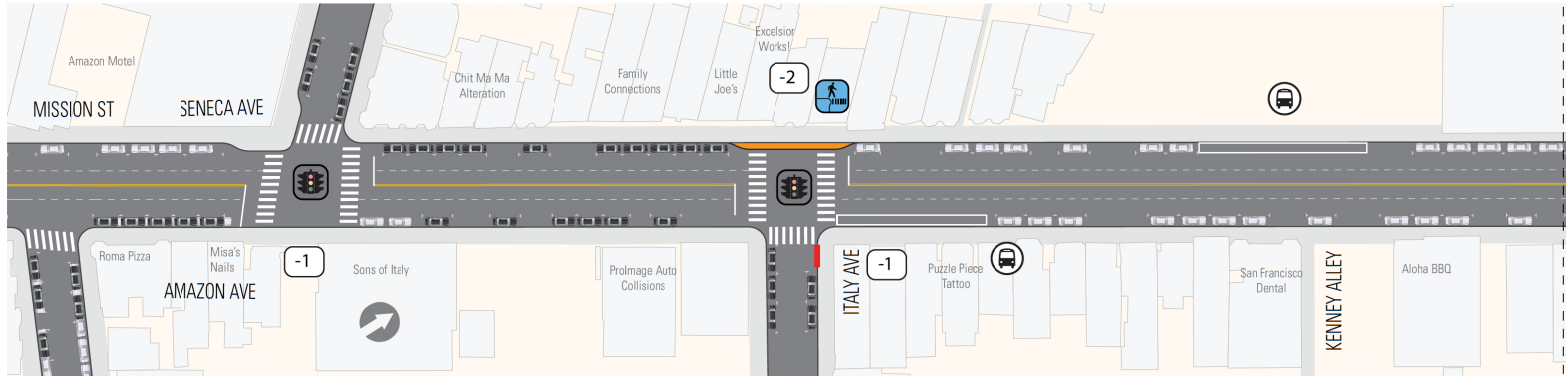 Excelsior
Works!
Amazon Motel
Chit Ma Ma
Alteration
Family
Connections
Little
Joe's
-2
MISSION ST
SENECA AVE
Roma Pizza
Misa's
Nails
-1
Sons of Italy
ProImage Auto
Collisions
ITALY AVE
-1
Puzzle Piece
Tattoo
San Francisco
Dental
KENNEY ALLEY
Aloha BBQ
AMAZON AVE